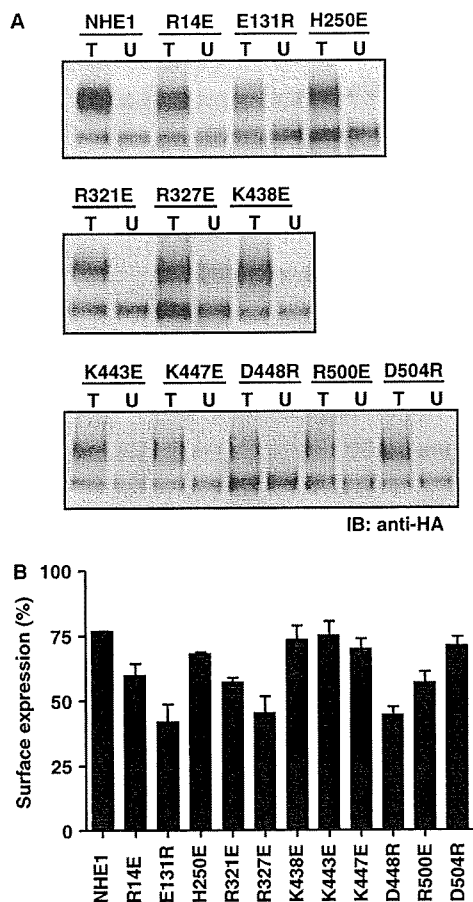 A
NHE1 R14E E131R H250E
T U T U T U T U
R321E R327E K438E
T U T U T U
K443E K447E D448R R500E D504R
T U T U T U T U T U
IB: anti-HA
B
Surface expression (%)
100
75
50
25
0
NHE1
R14E
E131R
H250E
R321E
R327E
K438E
K443E
K447E
D448R
R500E
D504R